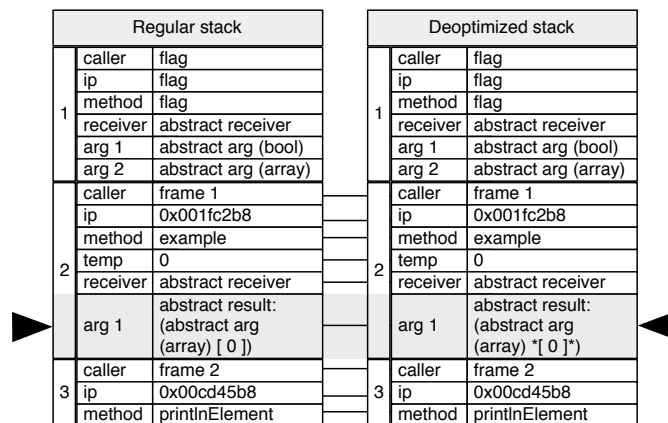 Regular stack
1
caller flag
ip flag
method flag
receiver abstract receiver
arg 1 abstract arg (bool)
arg 2 abstract arg (array)
2
caller frame 1
ip 0x001fc2b8
method example
temp 0
receiver abstract receiver
arg 1 abstract result:
(abstract arg
(array) [ 0 ])
3
caller frame 2
ip 0x00cd45b8
method printlnElement
Deoptimized stack
1
caller flag
ip flag
method flag
receiver abstract receiver
arg 1 abstract arg (bool)
arg 2 abstract arg (array)
2
caller frame 1
ip 0x001fc2b8
method example
temp 0
receiver abstract receiver
arg 1 abstract result:
(abstract arg
(array) *[ 0 ]*)
3
caller frame 2
ip 0x00cd45b8
method printlnElement